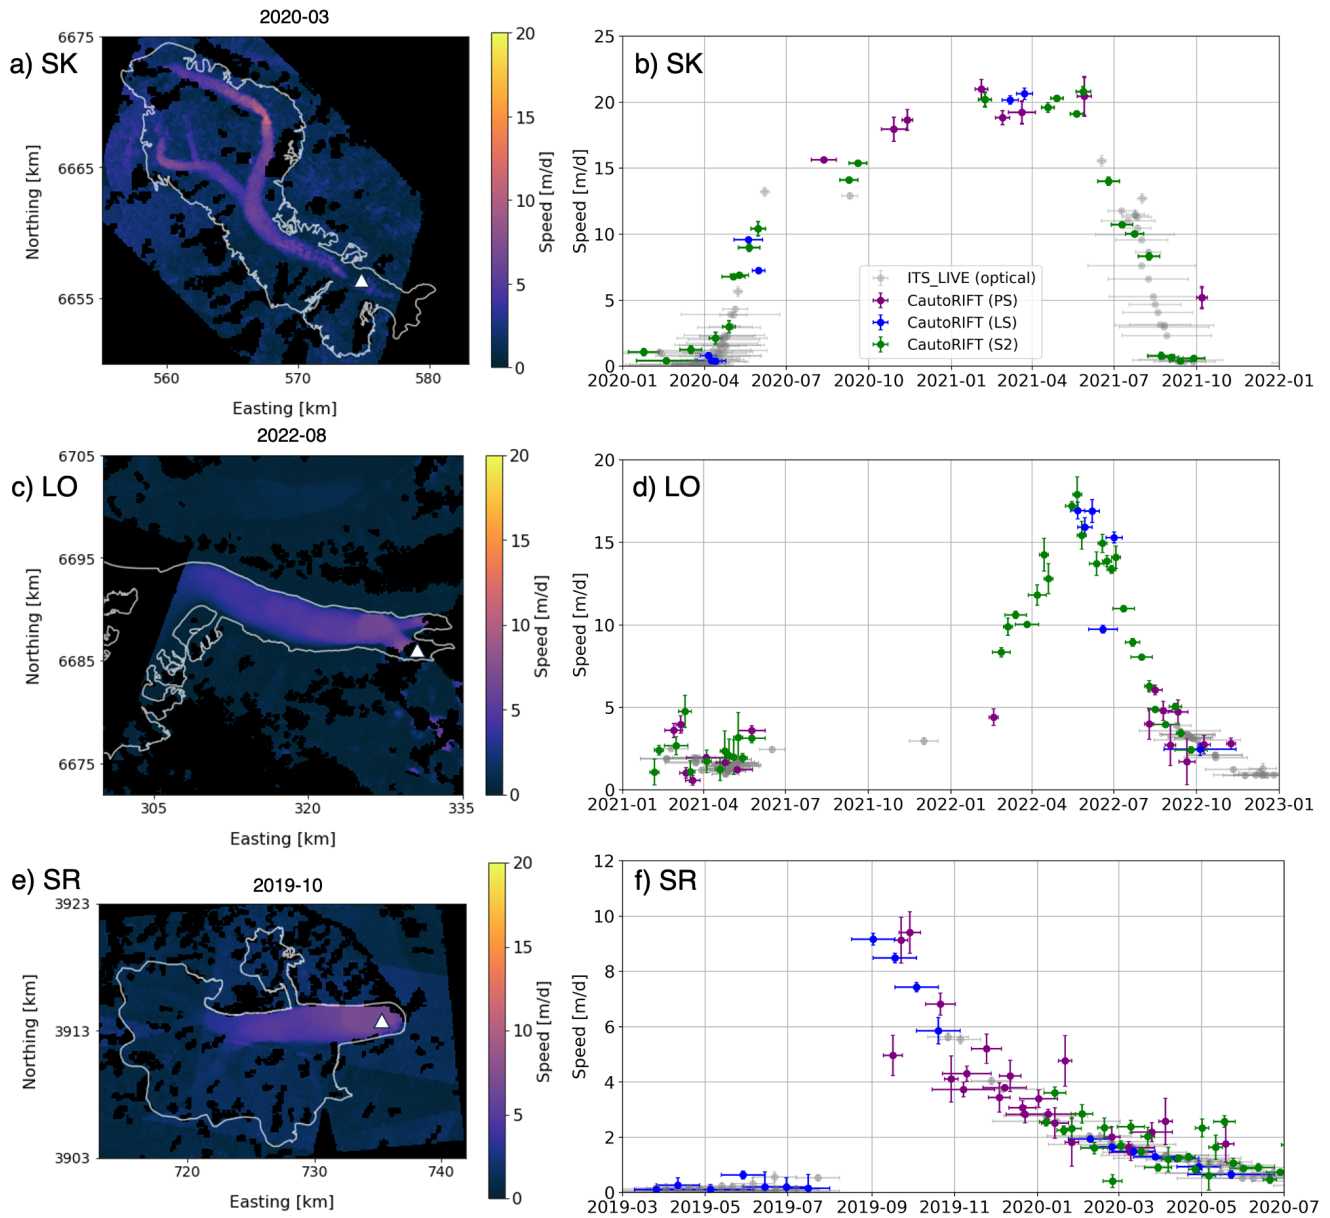 2020-03
a) SK
6675
6665
6655
Northing [km]
560
570
580
Easting [km]
20
15
10
5
0
Speed [m/d]
b) SK
25
20
15
10
5
0
Speed [m/d]
ITS_LIVE (optical)
CautoRIFT (PS)
CautoRIFT (LS)
CautoRIFT (S2)
2020-01 2020-04 2020-07 2020-10 2021-01 2021-04 2021-07 2021-10 2022-01
2022-08
c) LO
6705
6695
6685
6675
Northing [km]
305
320
335
Easting [km]
20
15
10
5
0
Speed [m/d]
d) LO
20
15
10
5
0
Speed [m/d]
2021-01 2021-04 2021-07 2021-10 2022-01 2022-04 2022-07 2022-10 2023-01
e) SR
2019-10
3923
3913
3903
Northing [km]
720
730
740
Easting [km]
20
15
10
5
0
Speed [m/d]
f) SR
12
10
8
6
4
2
0
Speed [m/d]
2019-03 2019-05 2019-07 2019-09 2019-11 2020-01 2020-03 2020-05 2020-07